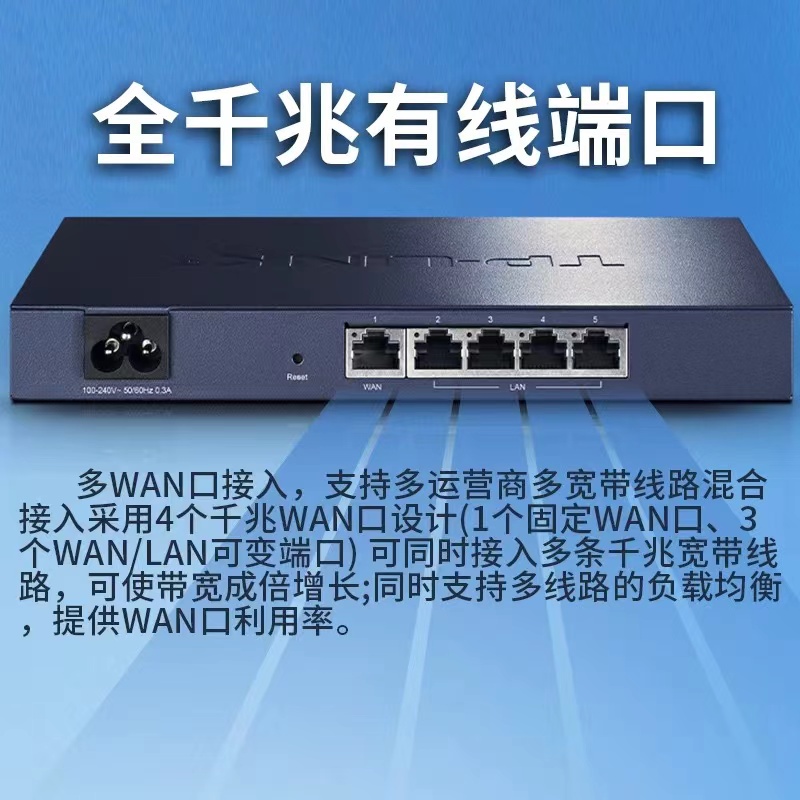 全千兆有线端口
TP-LINK
1 2 3 4 5
Reset
WAN
LAN
100-240V~ 50/60Hz 0.3A
多WAN口接入，支持多运营商多宽带线路混合
接入采用4个千兆WAN口设计(1个固定WAN口、3
个WAN/LAN可变端口) 可同时接入多条千兆宽带线
路，可使带宽成倍增长;同时支持多线路的负载均衡
，提供WAN口利用率。